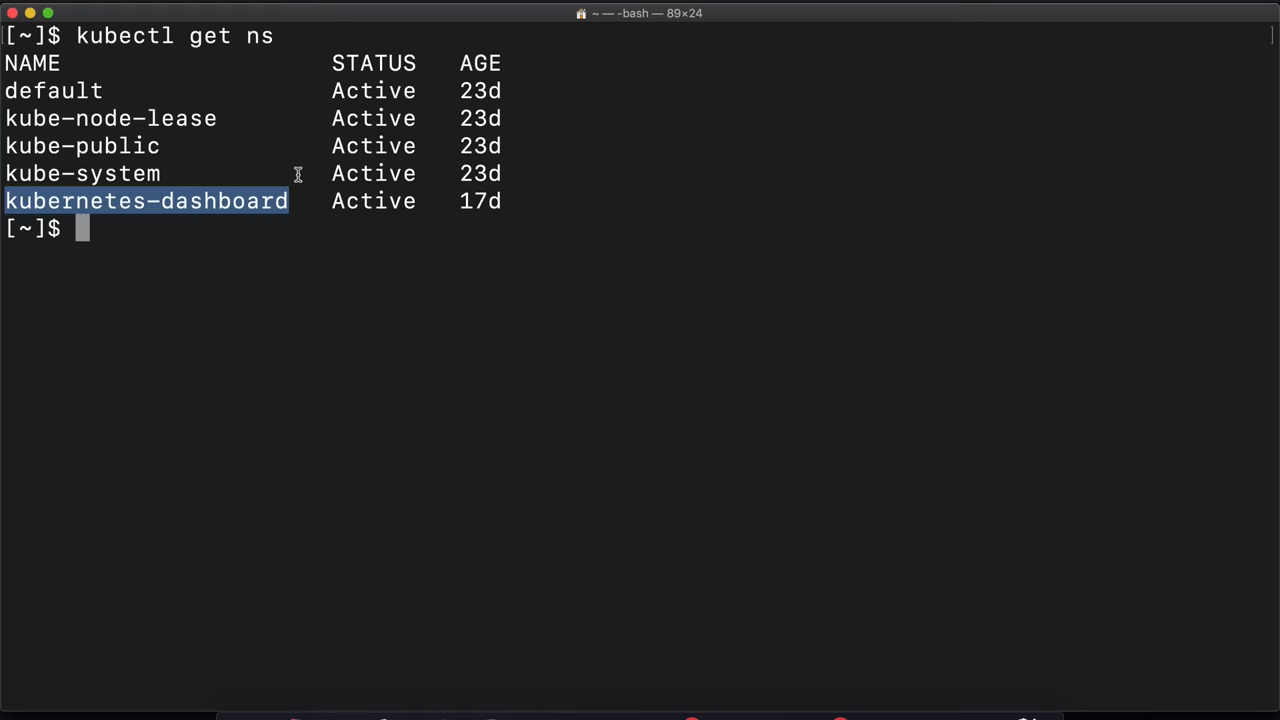 ~ — -bash — 89×24
[~]$ kubectl get ns
NAME STATUS AGE
default Active 23d
kube-node-lease Active 23d
kube-public Active 23d
kube-system Active 23d
kubernetes-dashboard Active 17d
[~]$